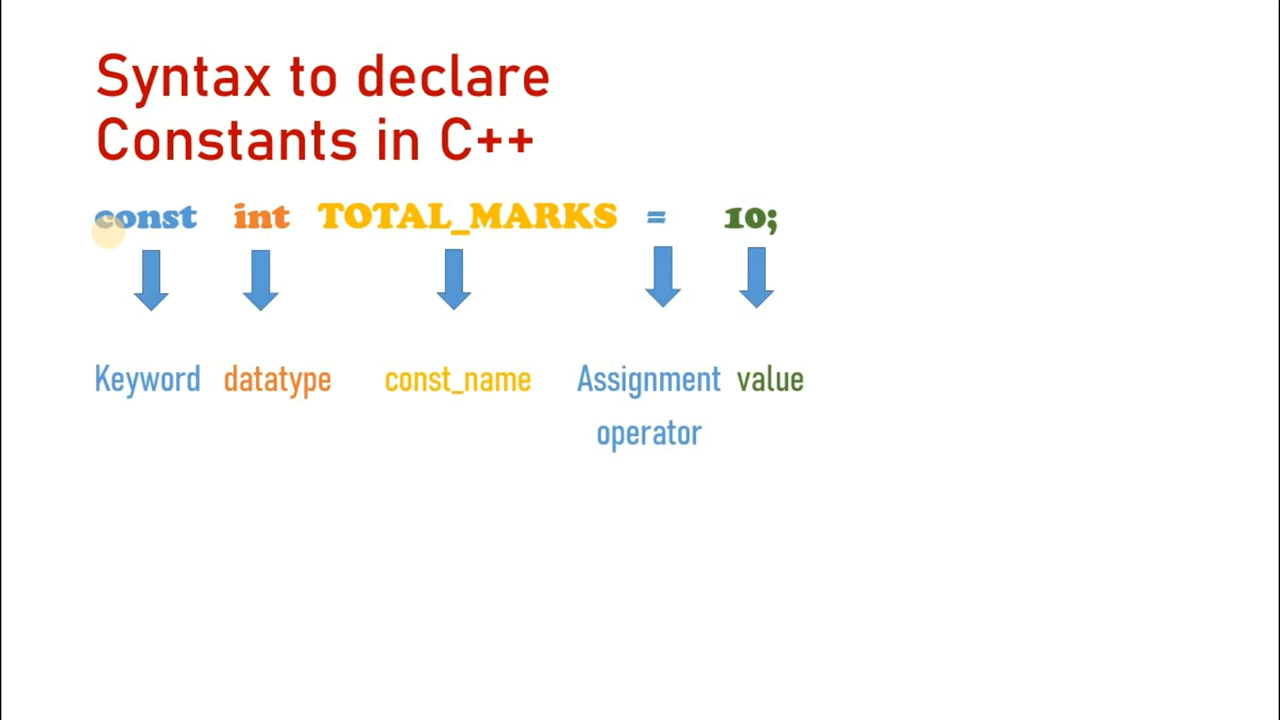 Syntax to declare
Constants in C++
const int TOTAL_MARKS = 10;
Keyword datatype const_name Assignment value
operator